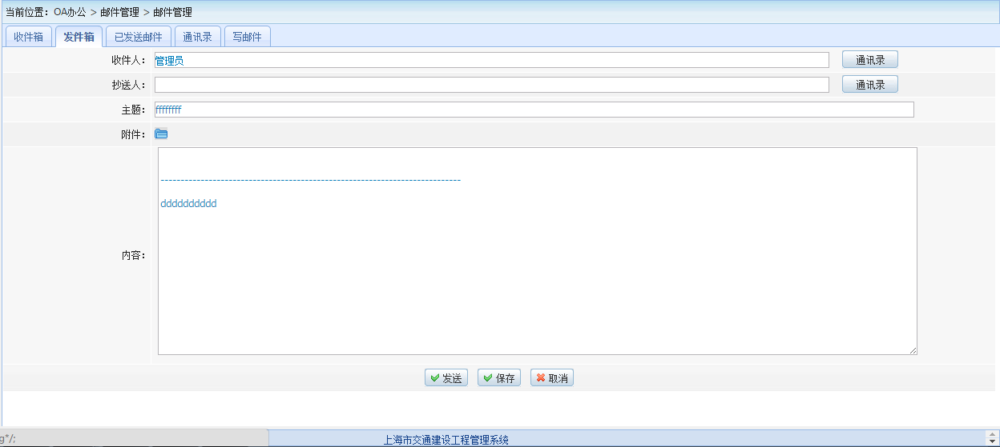 当前位置：OA办公 > 邮件管理 > 邮件管理
收件箱 发件箱 已发送邮件 通讯录 写邮件
收件人： 管理员 通讯录
抄送人： 通讯录
主题： ffffffff
附件：
---------------------------------------------------------------------------
dddddddddd
内容：
发送 保存 取消
g*/; 上海市交通建设工程管理系统